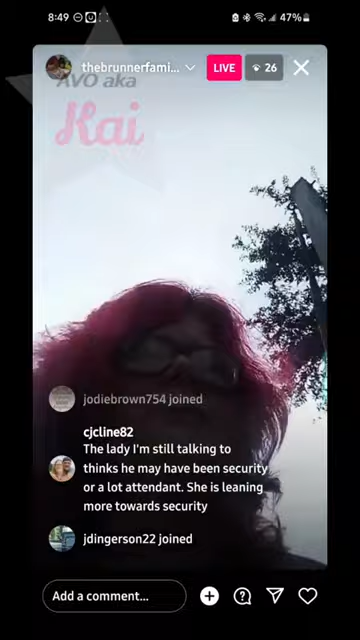 8:49
47%
thebrunnerfami...
LIVE
26
AVO aka
Kai
jodiebrown754 joined
cjcline82
The lady I'm still talking to
thinks he may have been security
or a lot attendant. She is leaning
more towards security
jdingerson22 joined
Add a comment...